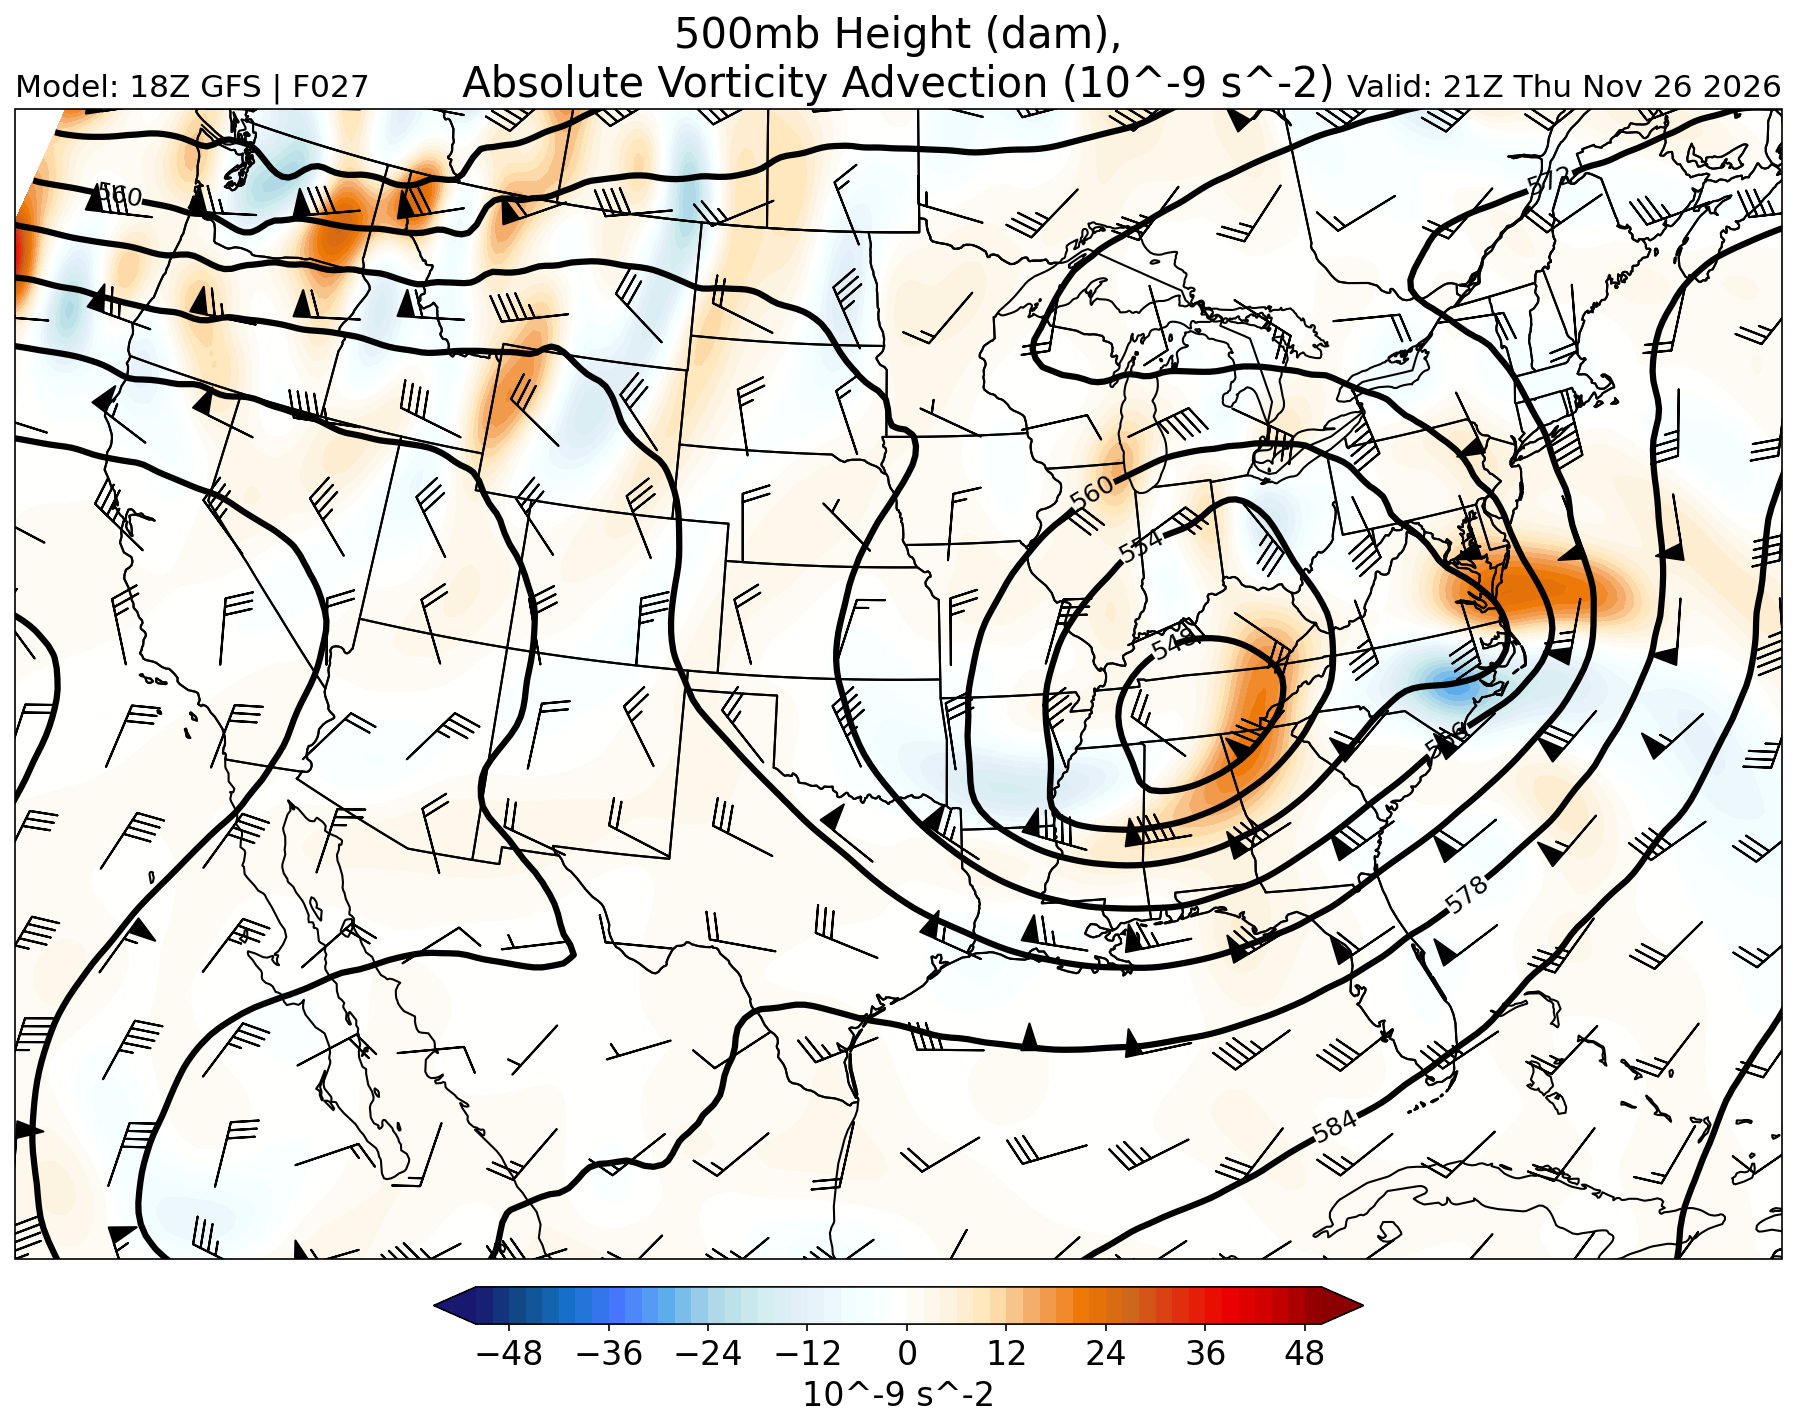 500mb Height (dam),
Model: 18Z GFS | F027
Absolute Vorticity Advection (10^-9 s^-2)
Valid: 21Z Thu Nov 26 2026
560
572
560
554
548
566
578
584
−48 −36 −24 −12 0 12 24 36 48
10^-9 s^-2